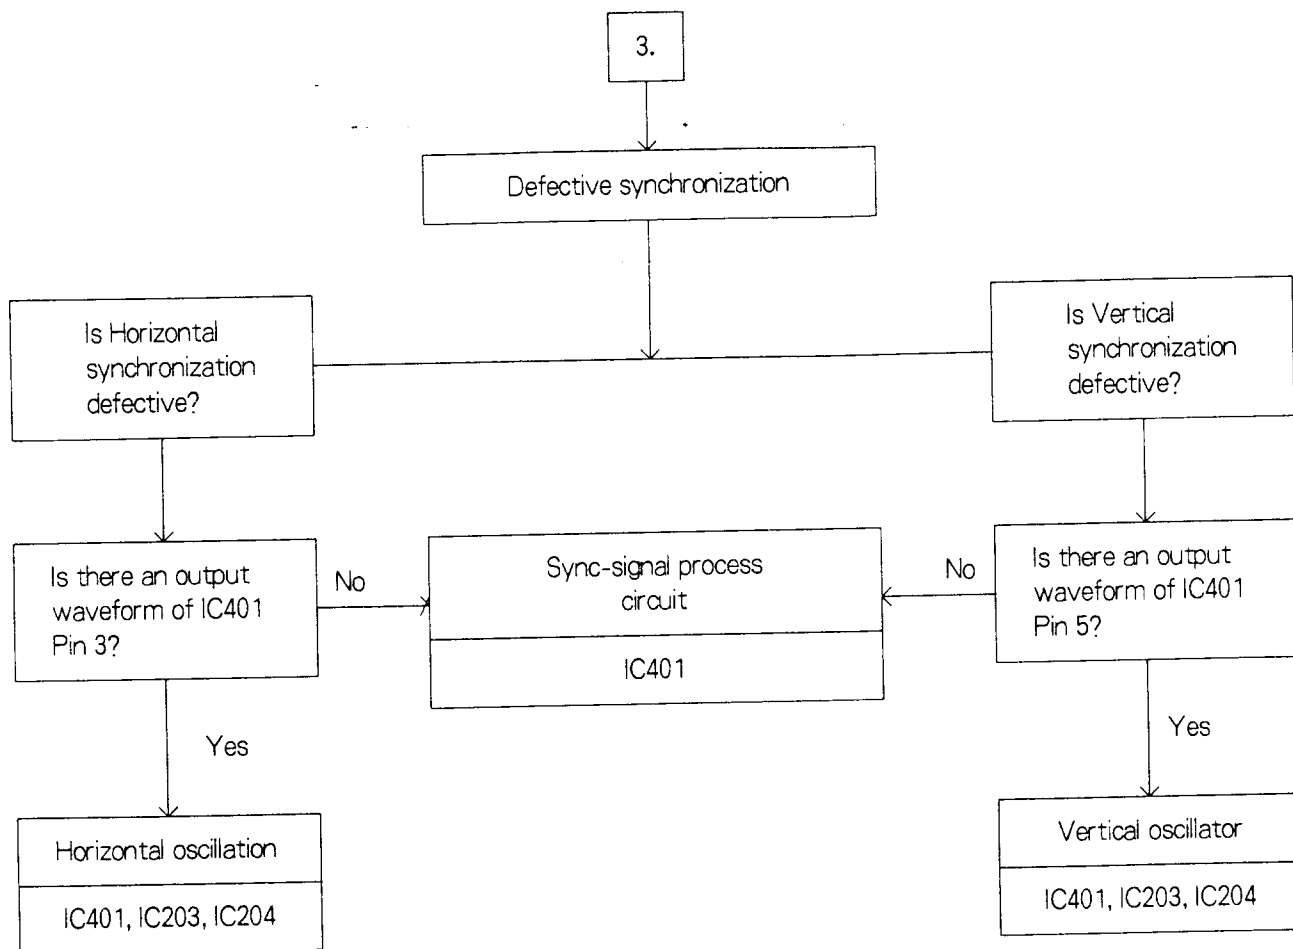 3.
Defective synchronization
Is Horizontal
synchronization
defective?
Is Vertical
synchronization
defective?
Is there an output
waveform of IC401
Pin 3?
No
Sync-signal process
circuit
IC401
No
Is there an output
waveform of IC401
Pin 5?
Yes
Yes
Horizontal oscillation
IC401, IC203, IC204
Vertical oscillator
IC401, IC203, IC204